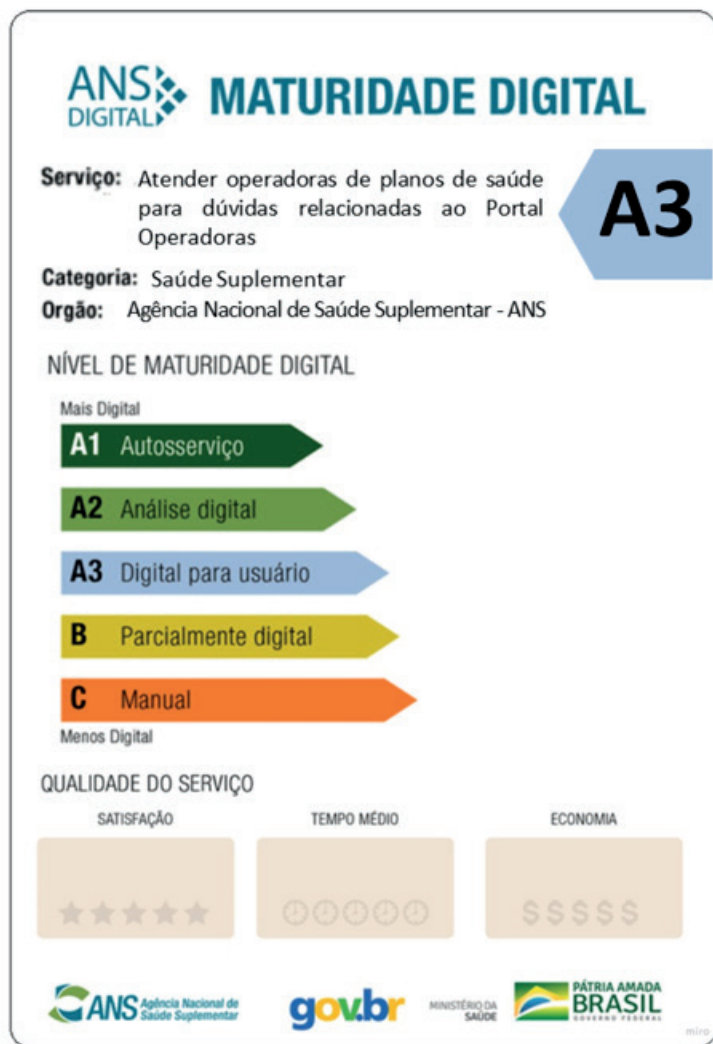 ANS
DIGITAL
MATURIDADE DIGITAL
Serviço: Atender operadoras de planos de saúde
para dúvidas relacionadas ao Portal
Operadoras
A3
Categoria: Saúde Suplementar
Orgão: Agência Nacional de Saúde Suplementar - ANS
NÍVEL DE MATURIDADE DIGITAL
Mais Digital
A1 Autosserviço
A2 Análise digital
A3 Digital para usuário
B Parcialmente digital
C Manual
Menos Digital
QUALIDADE DO SERVIÇO
SATISFAÇÃO TEMPO MÉDIO ECONOMIA
$ $ $ $ $
ANS Agência Nacional de
Saúde Suplementar
gov.br
MINISTÉRIO DA
SAÚDE
PÁTRIA AMADA
BRASIL
GOVERNO FEDERAL
miro